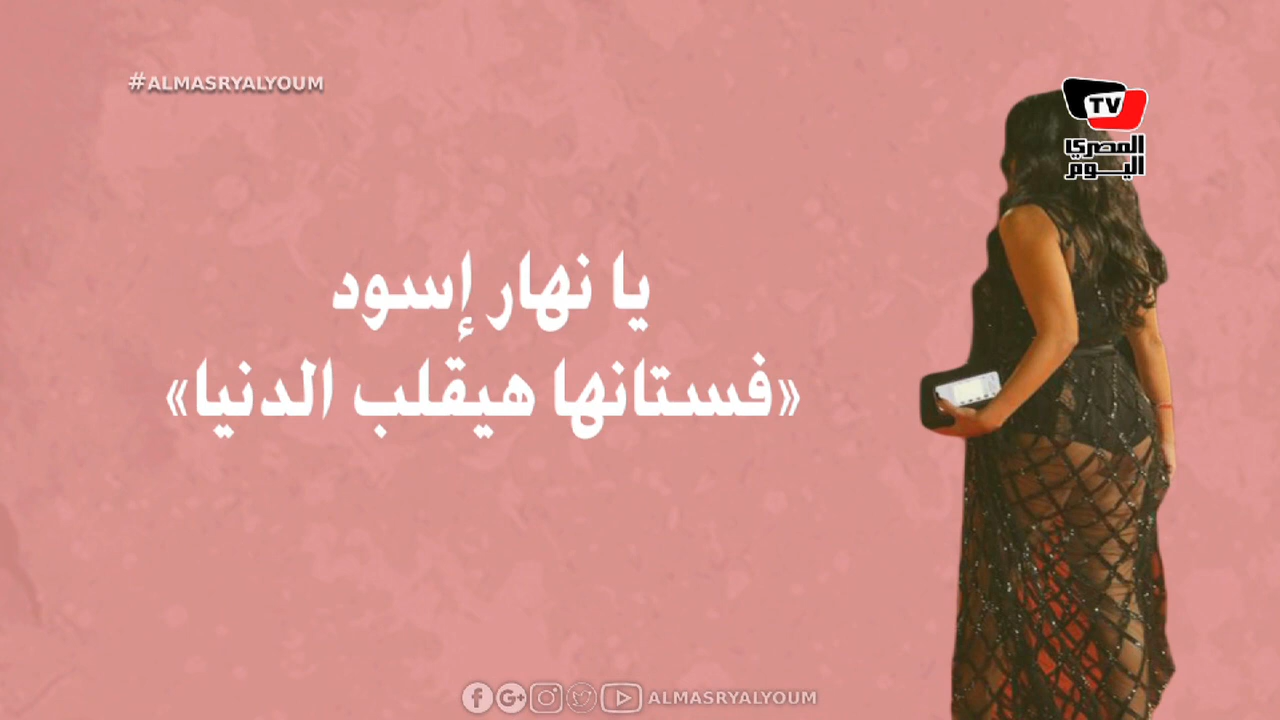 #ALMASRYALYOUM
TV
المصري
اليوم
يا نهار إسود
«فستانها هيقلب الدنيا»
ALMASRYALYOUM